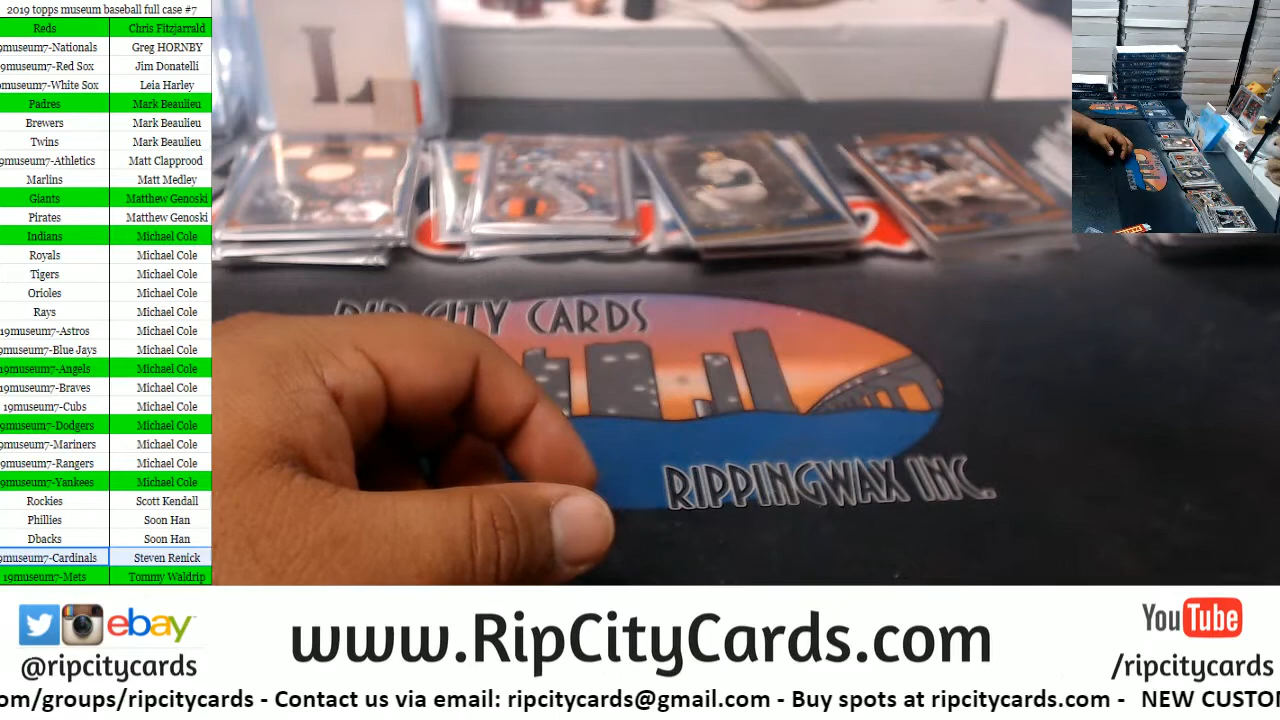 2019 topps museum baseball full case #7
Reds Chris Fitzjarrald
9museum7-Nationals Greg HORNBY
9museum7-Red Sox Jim Donatelli
museum7-White Sox Leia Harley
Padres Mark Beaulieu
Brewers Mark Beaulieu
Twins Mark Beaulieu
9museum7-Athletics Matt Clapprood
Marlins Matt Medley
Giants Matthew Genoski
Pirates Matthew Genoski
Indians Michael Cole
Royals Michael Cole
Tigers Michael Cole
Orioles Michael Cole
Rays Michael Cole
19museum7-Astros Michael Cole
9museum7-Blue Jays Michael Cole
19museum7-Angels Michael Cole
19museum7-Braves Michael Cole
19museum7-Cubs Michael Cole
9museum7-Dodgers Michael Cole
9museum7-Mariners Michael Cole
9museum7-Rangers Michael Cole
9museum7-Yankees Michael Cole
Rockies Scott Kendall
Phillies Soon Han
Dbacks Soon Han
museum7-Cardinals Steven Renick
19museum7-Mets Tommy Waldrip
RIP CITY CARDS
RIPPINGWAX INC.
ebay
@ripcitycards
www.RipCityCards.com
YouTube
/ripcitycards
om/groups/ripcitycards - Contact us via email: ripcitycards@gmail.com - Buy spots at ripcitycards.com - NEW CUSTO